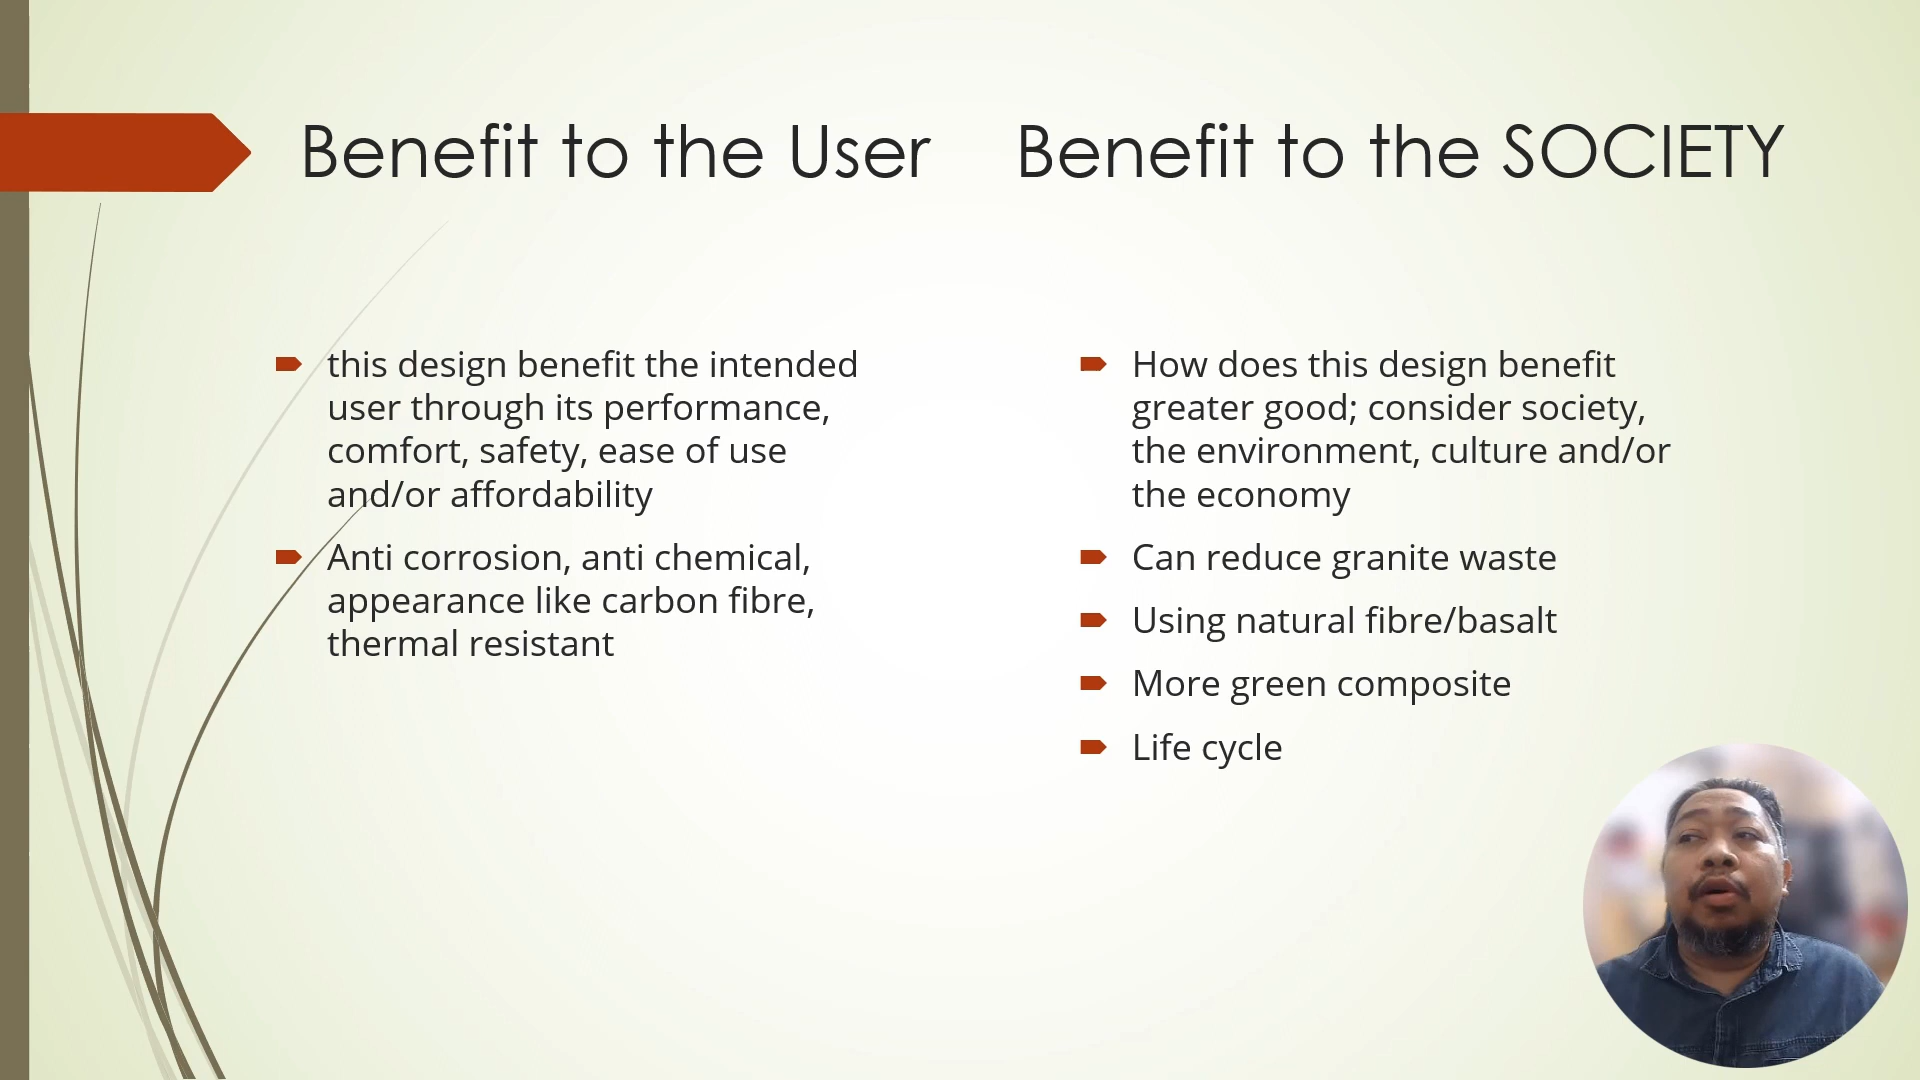 Benefit to the User
Benefit to the SOCIETY
this design benefit the intended
user through its performance,
comfort, safety, ease of use
and/or affordability
Anti corrosion, anti chemical,
appearance like carbon fibre,
thermal resistant
How does this design benefit
greater good; consider society,
the environment, culture and/or
the economy
Can reduce granite waste
Using natural fibre/basalt
More green composite
Life cycle